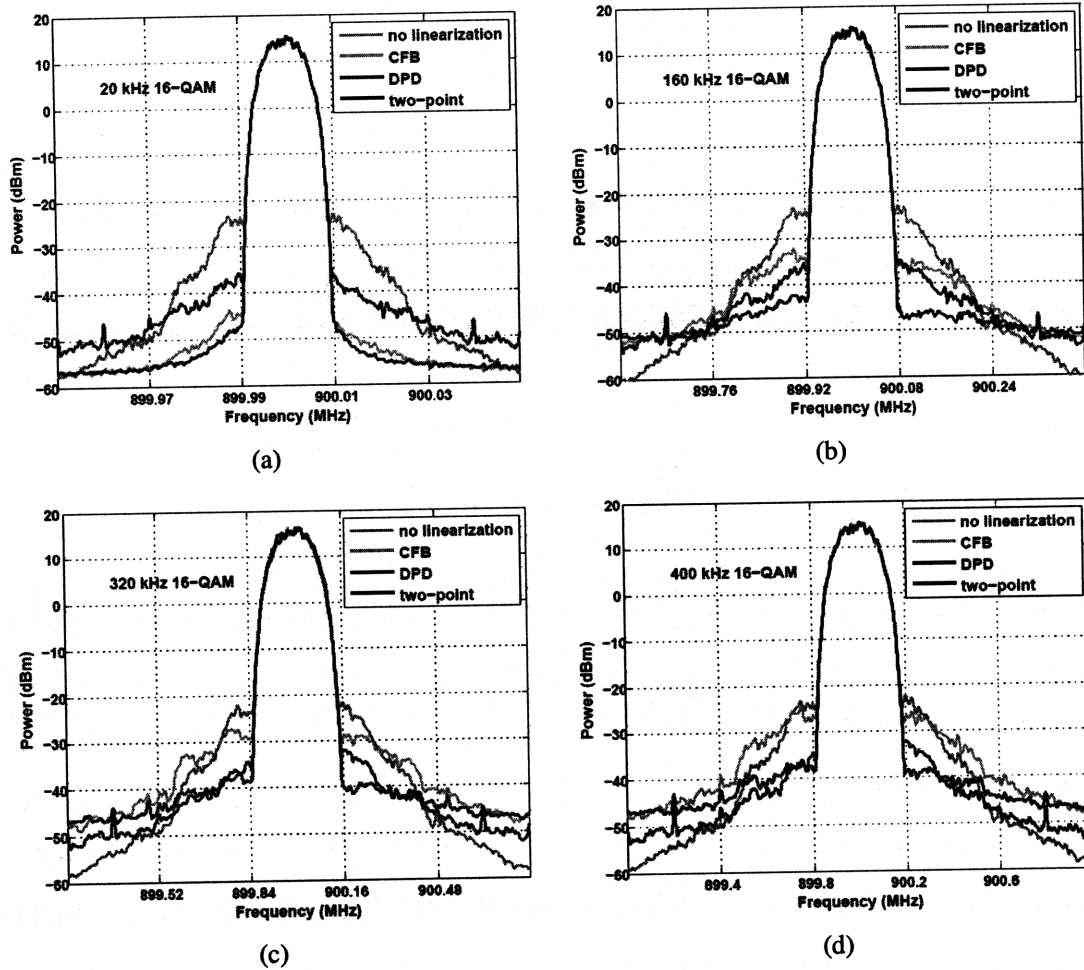 20
10
0
−10
−20
−30
−40
−50
−60
Power (dBm)
20 kHz 16−QAM
no linearization
CFB
DPD
two−point
899.97
899.99
900.01
900.03
Frequency (MHz)
(a)
20
10
0
−10
−20
−30
−40
−50
−60
Power (dBm)
160 kHz 16−QAM
no linearization
CFB
DPD
two−point
899.76
899.92
900.08
900.24
Frequency (MHz)
(b)
20
10
0
−10
−20
−30
−40
−50
−60
Power (dBm)
320 kHz 16−QAM
no linearization
CFB
DPD
two−point
899.52
899.84
900.16
900.48
Frequency (MHz)
(c)
20
10
0
−10
−20
−30
−40
−50
−60
Power (dBm)
400 kHz 16−QAM
no linearization
CFB
DPD
two−point
899.4
899.8
900.2
900.6
Frequency (MHz)
(d)